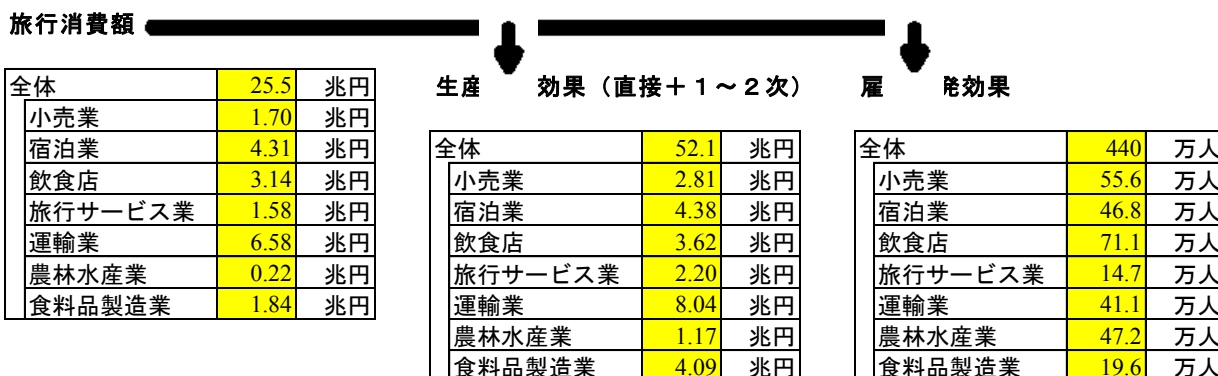 旅行消費額
全体 25.5 兆円
小売業 1.70 兆円
宿泊業 4.31 兆円
飲食店 3.14 兆円
旅行サービス業 1.58 兆円
運輸業 6.58 兆円
農林水産業 0.22 兆円
食料品製造業 1.84 兆円
生産 効果（直接＋１～２次）
全体 52.1 兆円
小売業 2.81 兆円
宿泊業 4.38 兆円
飲食店 3.62 兆円
旅行サービス業 2.20 兆円
運輸業 8.04 兆円
農林水産業 1.17 兆円
食料品製造業 4.09 兆円
雇 発効果
全体 440 万人
小売業 55.6 万人
宿泊業 46.8 万人
飲食店 71.1 万人
旅行サービス業 14.7 万人
運輸業 41.1 万人
農林水産業 47.2 万人
食料品製造業 19.6 万人